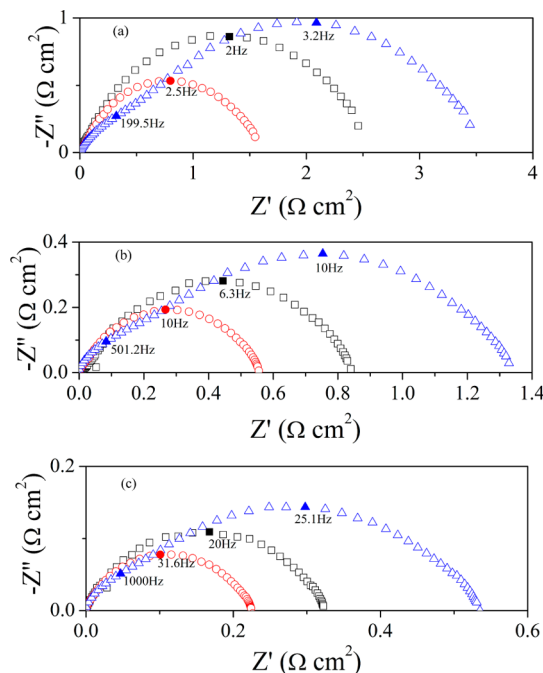 (a)
1
0
-Z'' (Ω cm²)
2Hz
3.2Hz
2.5Hz
199.5Hz
0 1 2 3 4
Z' (Ω cm²)
(b)
0.4
0.2
0.0
-Z'' (Ω cm²)
6.3Hz
10Hz
10Hz
501.2Hz
0.0 0.2 0.4 0.6 0.8 1.0 1.2 1.4
Z' (Ω cm²)
(c)
0.2
0.0
-Z'' (Ω cm²)
20Hz
25.1Hz
31.6Hz
1000Hz
0.0 0.2 0.4 0.6
Z' (Ω cm²)